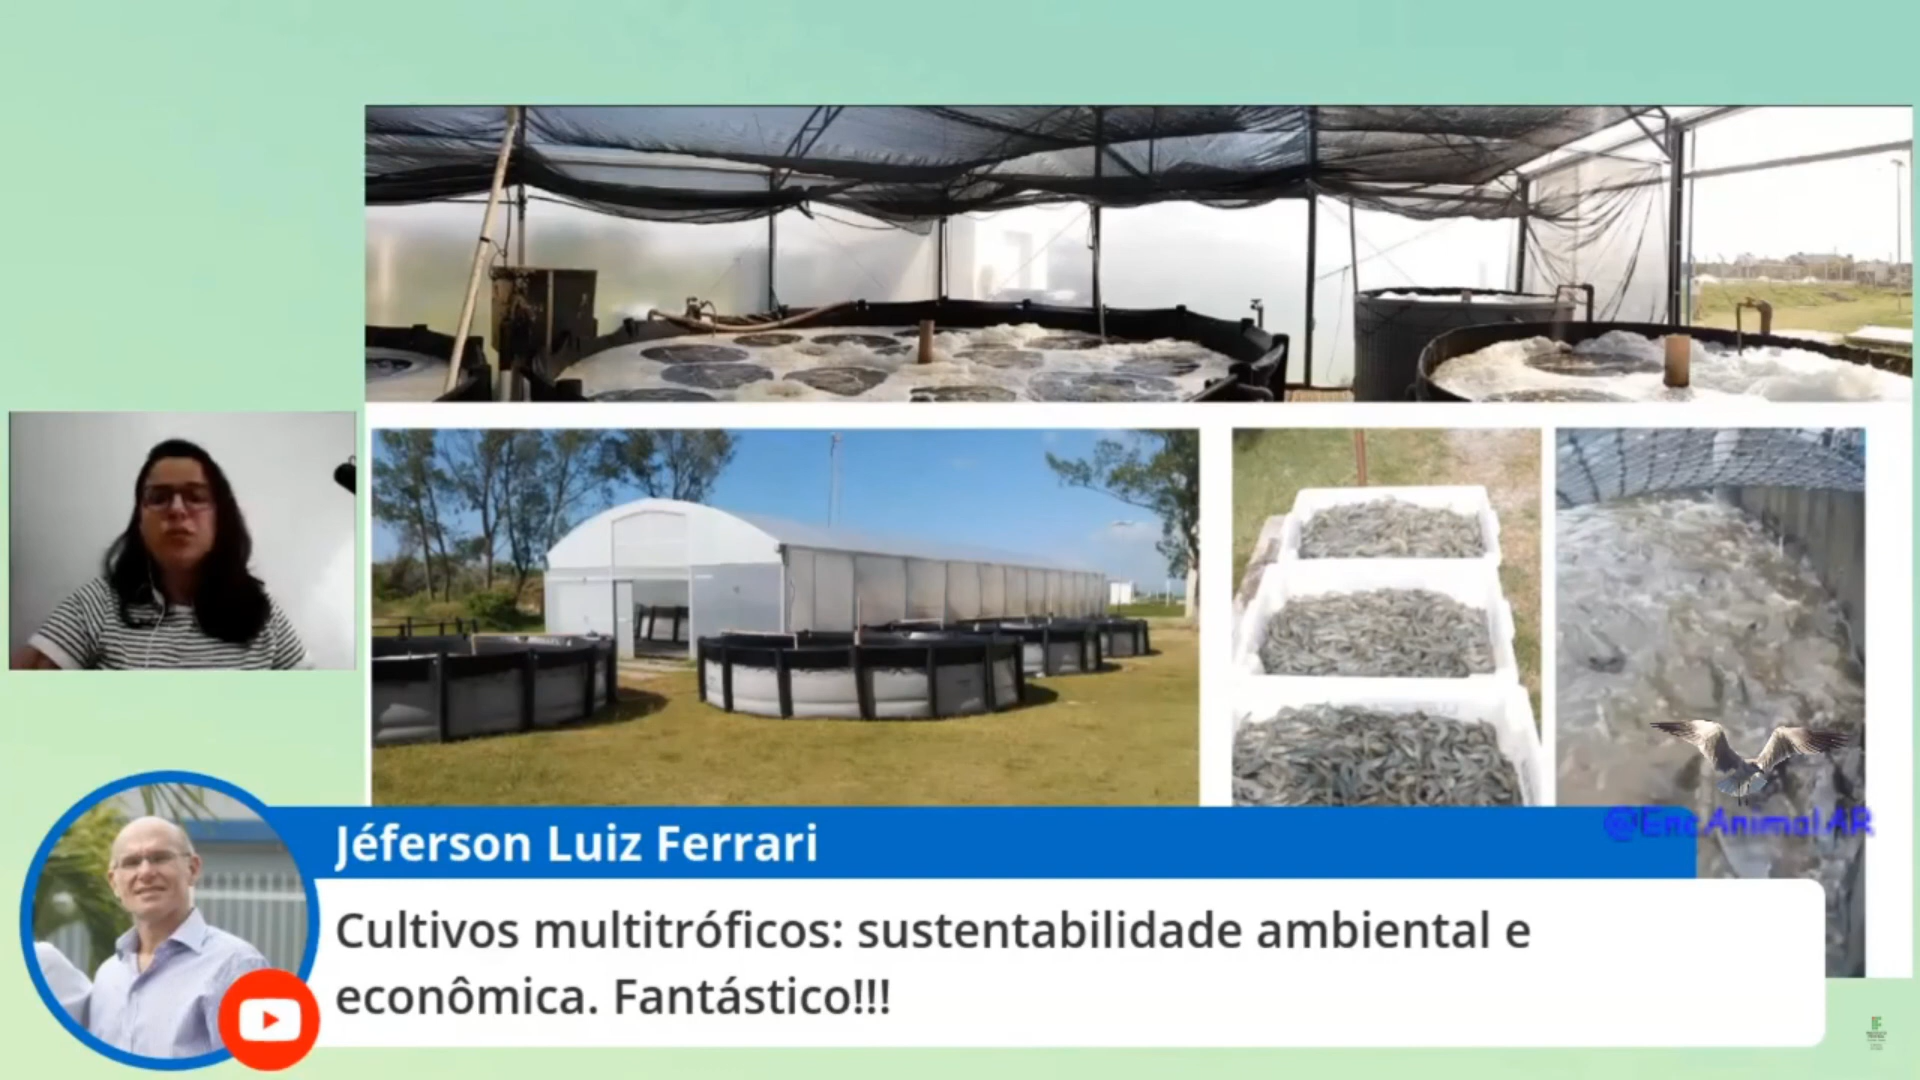 @EncAnimalAR
Jéferson Luiz Ferrari
Cultivos multitróficos: sustentabilidade ambiental e
econômica. Fantástico!!!